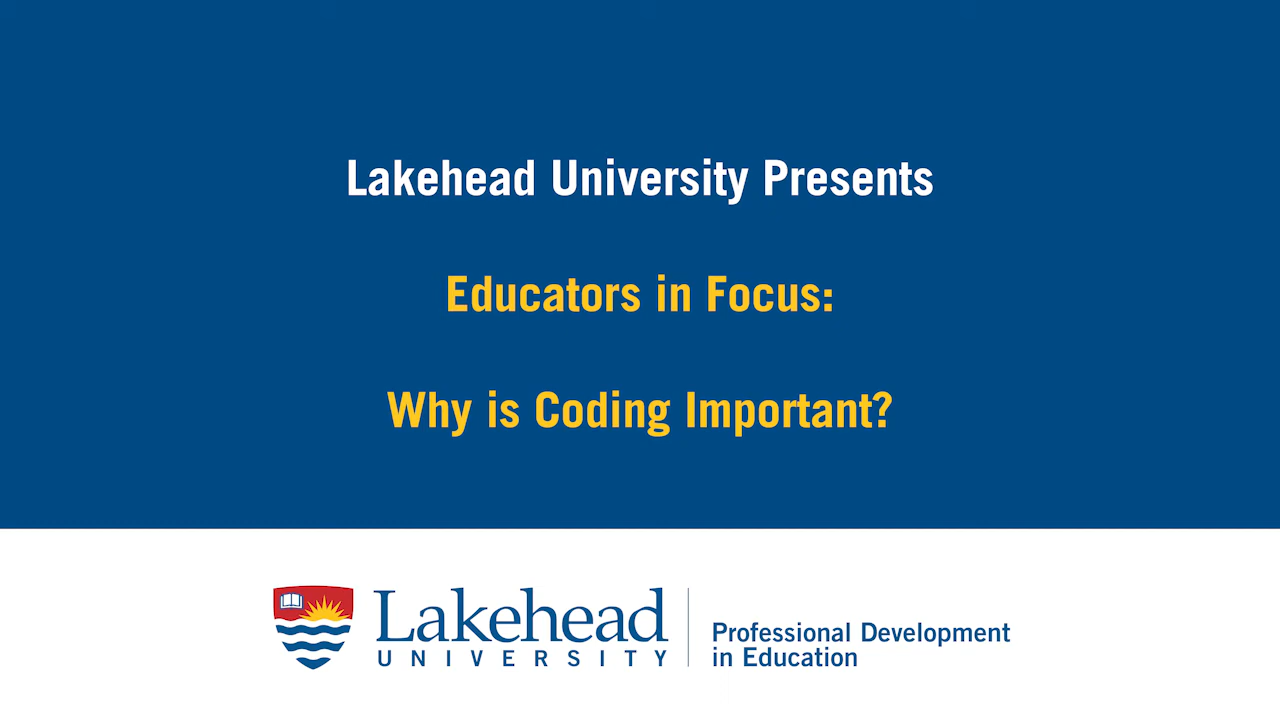 Lakehead University Presents
Educators in Focus:
Why is Coding Important?
Lakehead
UNIVERSITY
Professional Development
in Education